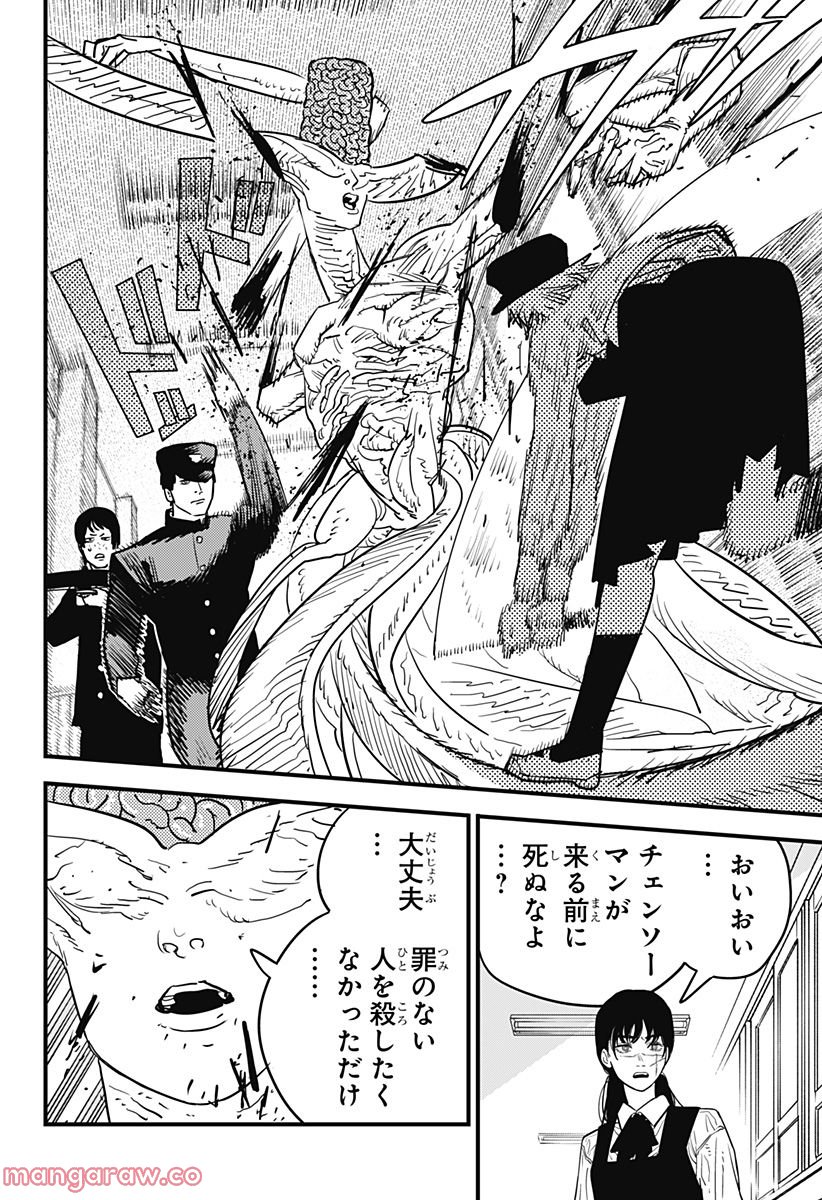 ドドドド
おいおい
…
チェンソー
マンが
来る前に
死ぬなよ
…?
大丈夫
…
罪のない
人を殺したく
なかっただけ
……
mangaraw.co